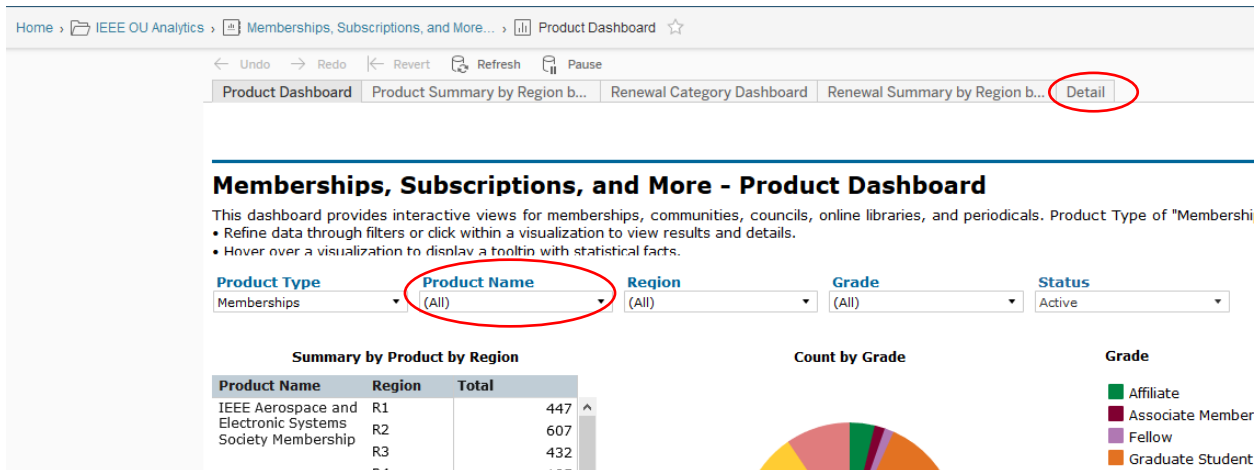 Home › IEEE OU Analytics › Memberships, Subscriptions, and More... › Product Dashboard
Undo Redo Revert Refresh Pause
Product Dashboard Product Summary by Region b... Renewal Category Dashboard Renewal Summary by Region b... Detail
Memberships, Subscriptions, and More - Product Dashboard
This dashboard provides interactive views for memberships, communities, councils, online libraries, and periodicals. Product Type of "Membershi
• Refine data through filters or click within a visualization to view results and details.
• Hover over a visualization to display a tooltip with statistical facts.
Product Type Product Name Region Grade Status
Memberships (All) (All) (All) Active
Summary by Product by Region Count by Grade Grade
Product Name Region Total
Affiliate
IEEE Aerospace and R1 447
Associate Member
Electronic Systems R2 607
Society Membership
Fellow
R3 432
Graduate Student